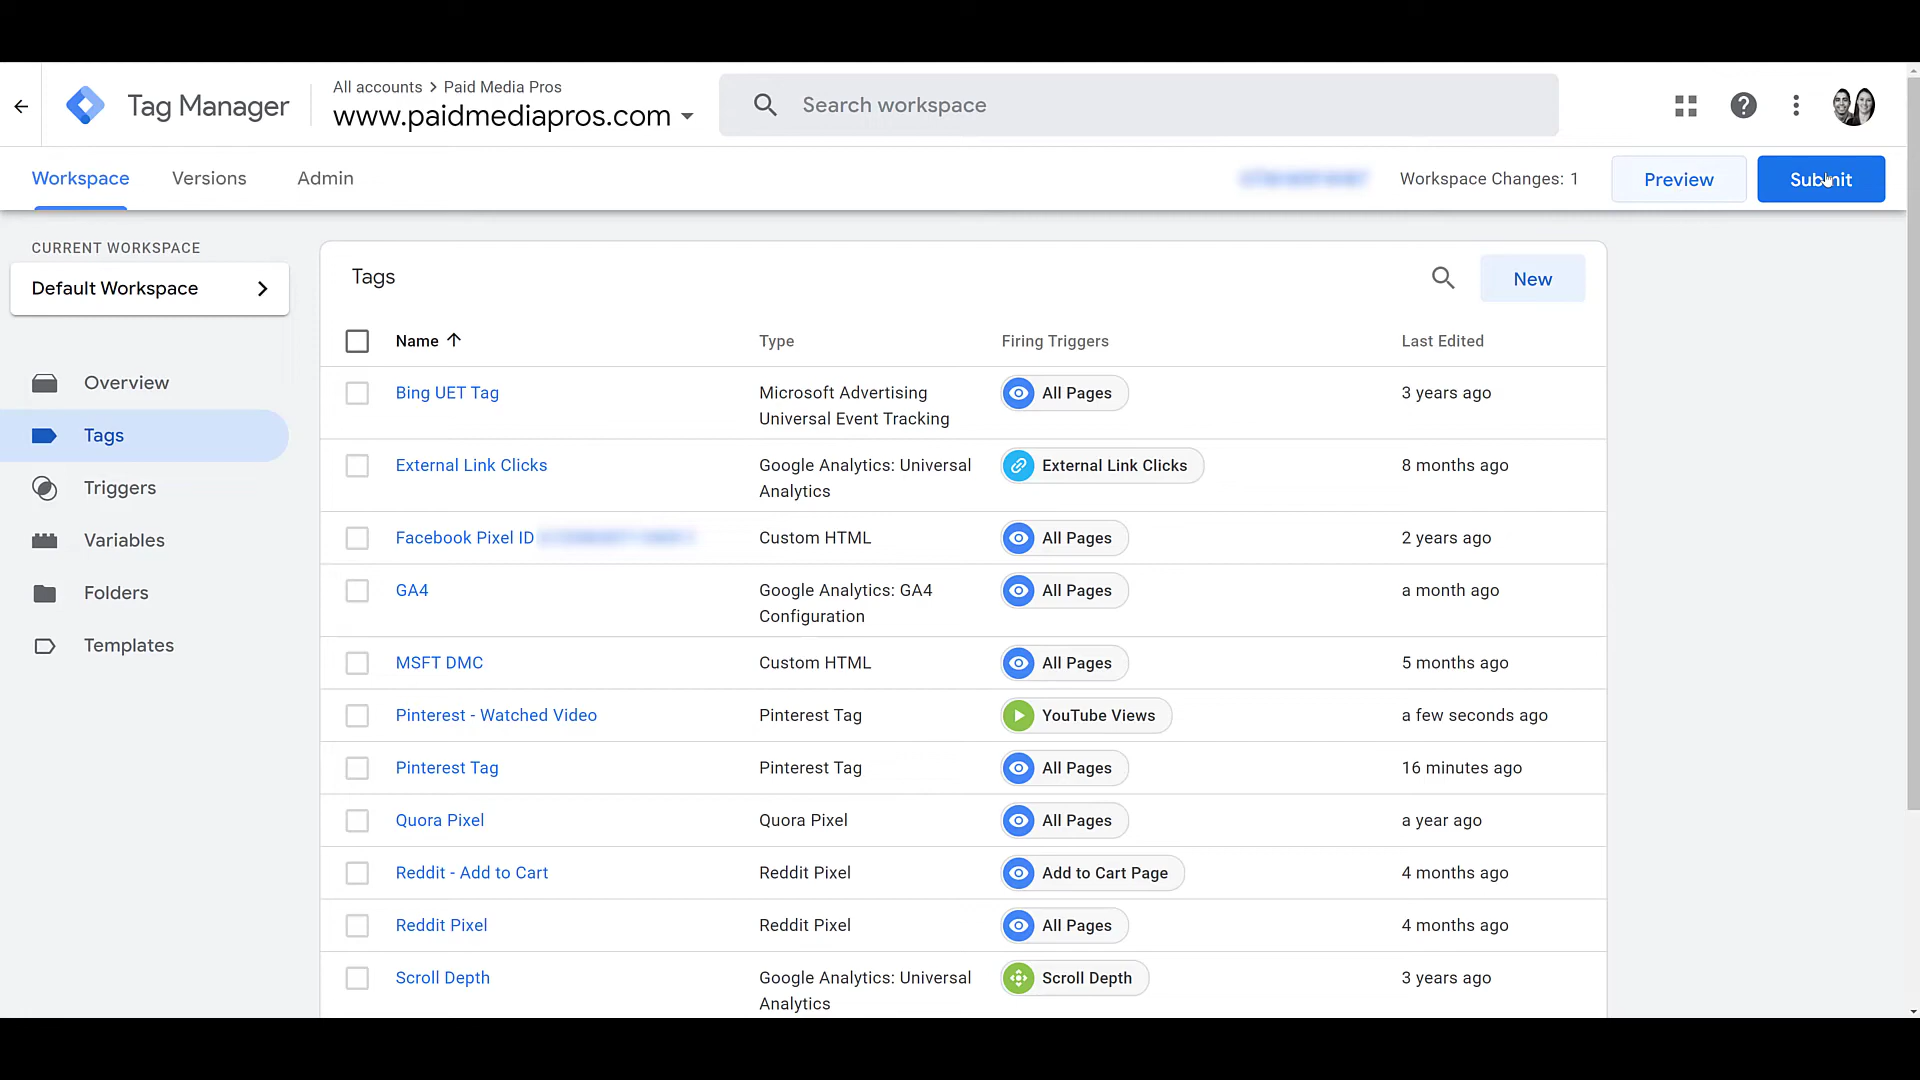 All accounts > Paid Media Pros
Tag Manager
www.paidmediapros.com
Search workspace
Workspace
Versions
Admin
Workspace Changes: 1
Preview
Submit
CURRENT WORKSPACE
Default Workspace
Overview
Tags
Triggers
Variables
Folders
Templates
Tags
New
Name Type Firing Triggers Last Edited
Bing UET Tag Microsoft Advertising All Pages 3 years ago
Universal Event Tracking
External Link Clicks Google Analytics: Universal External Link Clicks 8 months ago
Analytics
Facebook Pixel ID Custom HTML All Pages 2 years ago
GA4 Google Analytics: GA4 All Pages a month ago
Configuration
MSFT DMC Custom HTML All Pages 5 months ago
Pinterest - Watched Video Pinterest Tag YouTube Views a few seconds ago
Pinterest Tag Pinterest Tag All Pages 16 minutes ago
Quora Pixel Quora Pixel All Pages a year ago
Reddit - Add to Cart Reddit Pixel Add to Cart Page 4 months ago
Reddit Pixel Reddit Pixel All Pages 4 months ago
Scroll Depth Google Analytics: Universal Scroll Depth 3 years ago
Analytics